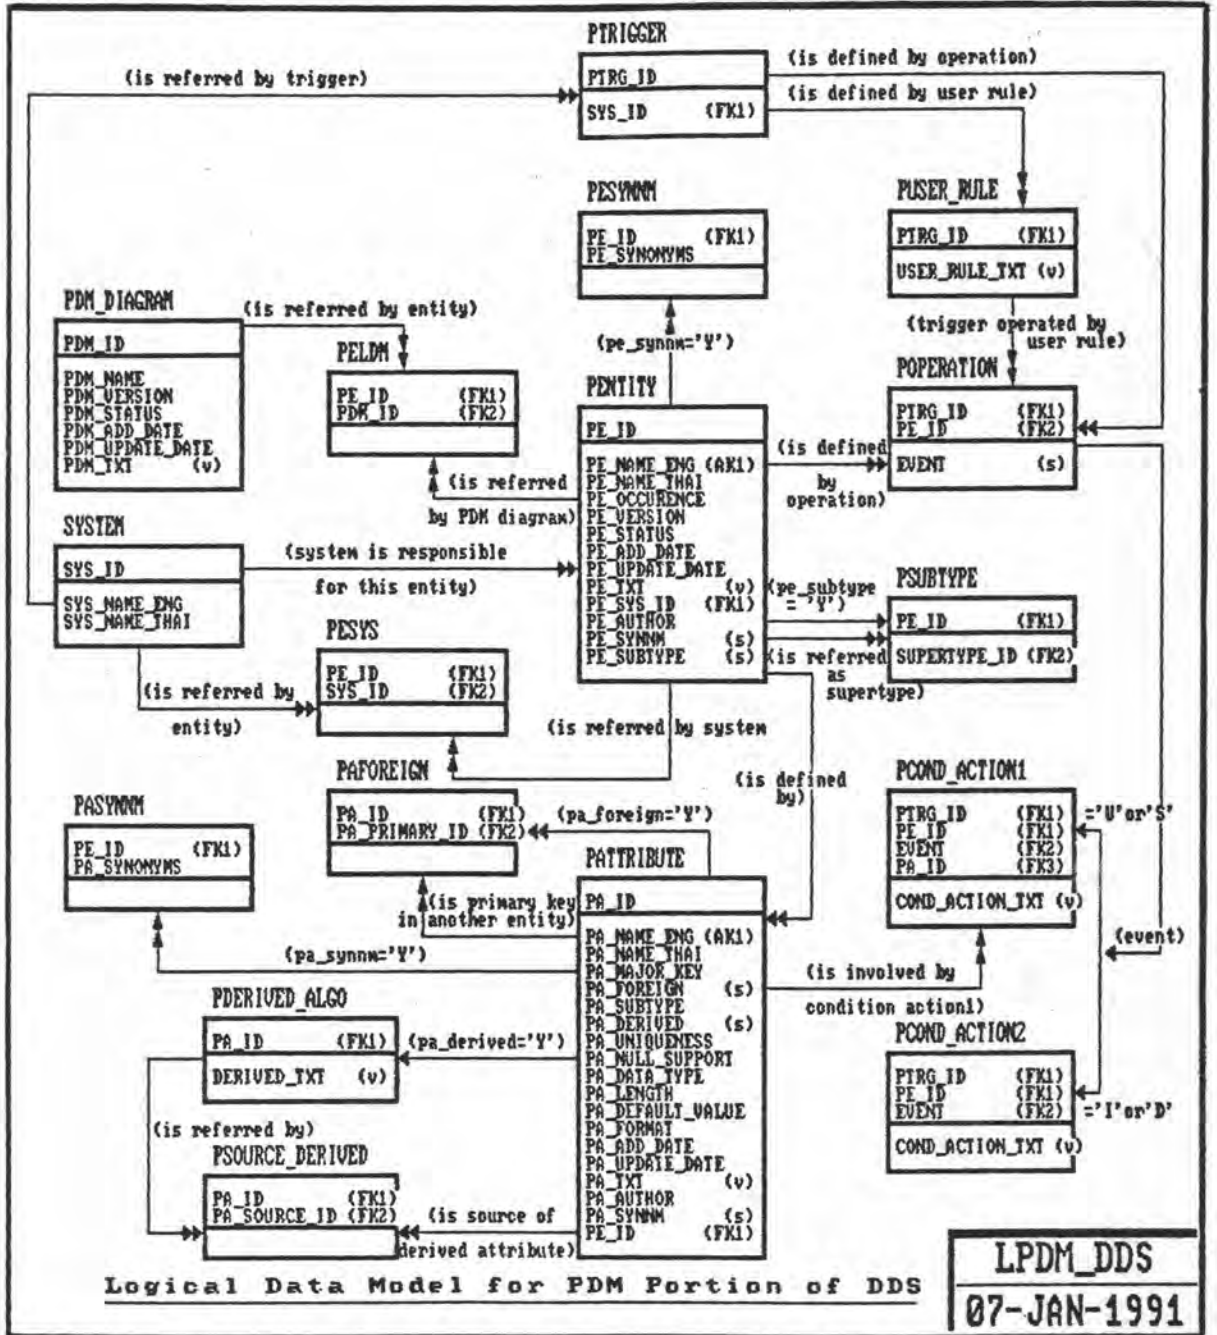 PTRIGGER
PTRG_ID
SYS_ID (FK1)
(is referred by trigger)
(is defined by operation)
(is defined by user rule)
PESYNNM
PE_ID (FK1)
PE_SYNONYMS
PUSER_RULE
PTRG_ID (FK1)
USER_RULE_TXT (v)
(trigger operated by
user rule)
PDM_DIAGRAM
PDM_ID
PDM_NAME
PDM_VERSION
PDM_STATUS
PDM_ADD_DATE
PDM_UPDATE_DATE
PDM_TXT (v)
(is referred by entity)
PELDM
PE_ID (FK1)
PDM_ID (FK2)
(is referred
by PDM diagram)
(pe_synnm='Y')
PENTITY
PE_ID
PE_NAME_ENG (AK1)
PE_NAME_THAI
PE_OCCURENCE
PE_VERSION
PE_STATUS
PE_ADD_DATE
PE_UPDATE_DATE
PE_TXT (v)
PE_SYS_ID (FK1)
PE_AUTHOR
PE_SYNNM (s)
PE_SUBTYPE (s)
(is defined
by
operation)
POPERATION
PTRG_ID (FK1)
PE_ID (FK2)
EVENT (s)
SYSTEM
SYS_ID
SYS_NAME_ENG
SYS_NAME_THAI
(system is responsible
for this entity)
(pe_subtype
= 'Y')
(is referred
as
supertype)
PSUBTYPE
PE_ID (FK1)
SUPERTYPE_ID (FK2)
PESYS
PE_ID (FK1)
SYS_ID (FK2)
(is referred by
entity)
(is referred by system
(is defined
by)
PAFOREIGN
PA_ID (FK1)
PA_PRIMARY_ID (FK2)
(pa_foreign='Y')
(is primary key
in another entity)
PASYNNM
PE_ID (FK1)
PA_SYNONYMS
(pa_synnm='Y')
PATTRIBUTE
PA_ID
PA_NAME_ENG (AK1)
PA_NAME_THAI
PA_MAJOR_KEY
PA_FOREIGN (s)
PA_SUBTYPE
PA_DERIVED (s)
PA_UNIQUENESS
PA_NULL_SUPPORT
PA_DATA_TYPE
PA_LENGTH
PA_DEFAULT_VALUE
PA_FORMAT
PA_ADD_DATE
PA_UPDATE_DATE
PA_TXT (v)
PA_AUTHOR
PA_SYNNM (s)
PE_ID (FK1)
PCOND_ACTION1
PTRG_ID (FK1)
PE_ID (FK1)
EVENT (FK2)
PA_ID (FK3)
COND_ACTION_TXT (v)
='U'or'S'
(event)
(is involved by
condition action1)
PCOND_ACTION2
PTRG_ID (FK1)
PE_ID (FK1)
EVENT (FK2)
COND_ACTION_TXT (v)
='I'or'D'
PDERIVED_ALGO
PA_ID (FK1)
DERIVED_TXT (v)
(pa_derived='Y')
(is referred by)
PSOURCE_DERIVED
PA_ID (FK1)
PA_SOURCE_ID (FK2)
(is source of
derived attribute)
Logical Data Model for PDM Portion of DDS
LPDM_DDS
07-JAN-1991